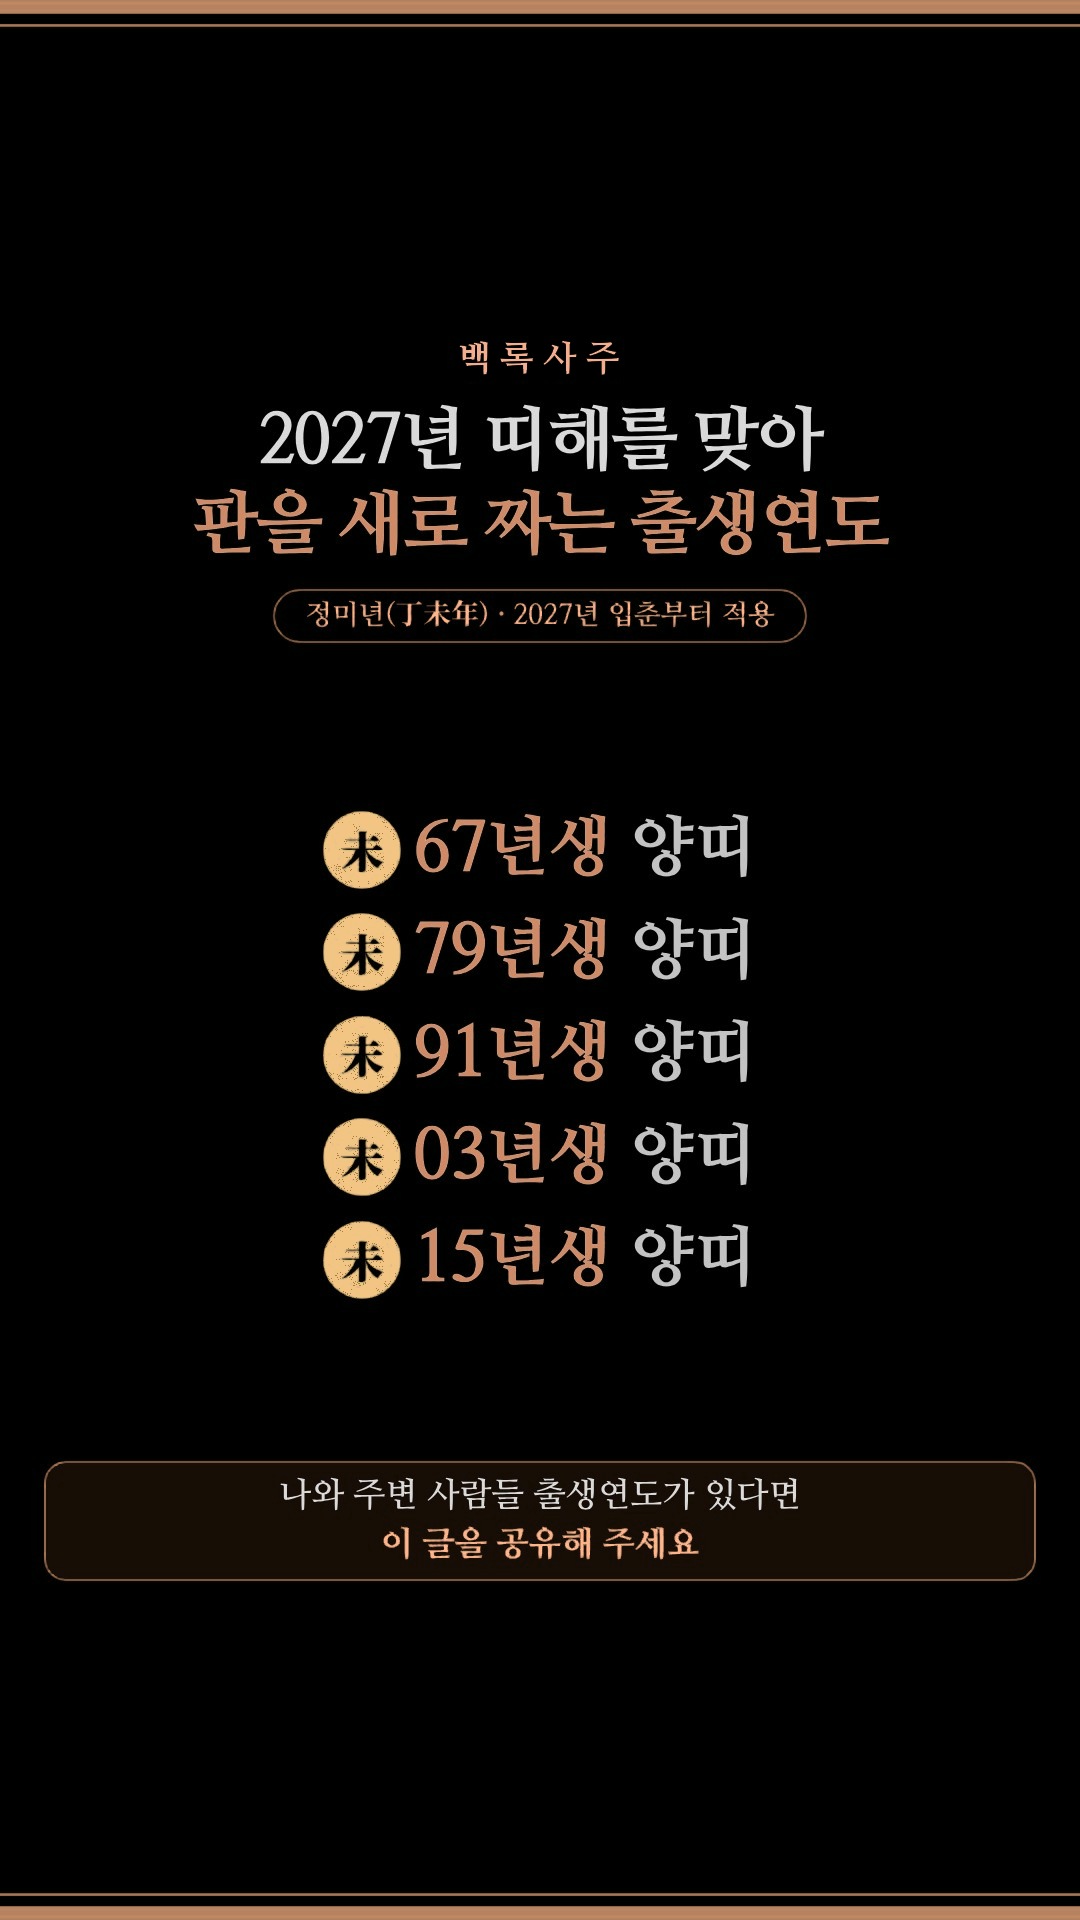 백록사주
2027년 띠해를 맞아
판을 새로 짜는 출생연도
정미년(丁未年) · 2027년 입춘부터 적용
未 67년생 양띠
未 79년생 양띠
未 91년생 양띠
未 03년생 양띠
未 15년생 양띠
나와 주변 사람들 출생연도가 있다면
이 글을 공유해 주세요